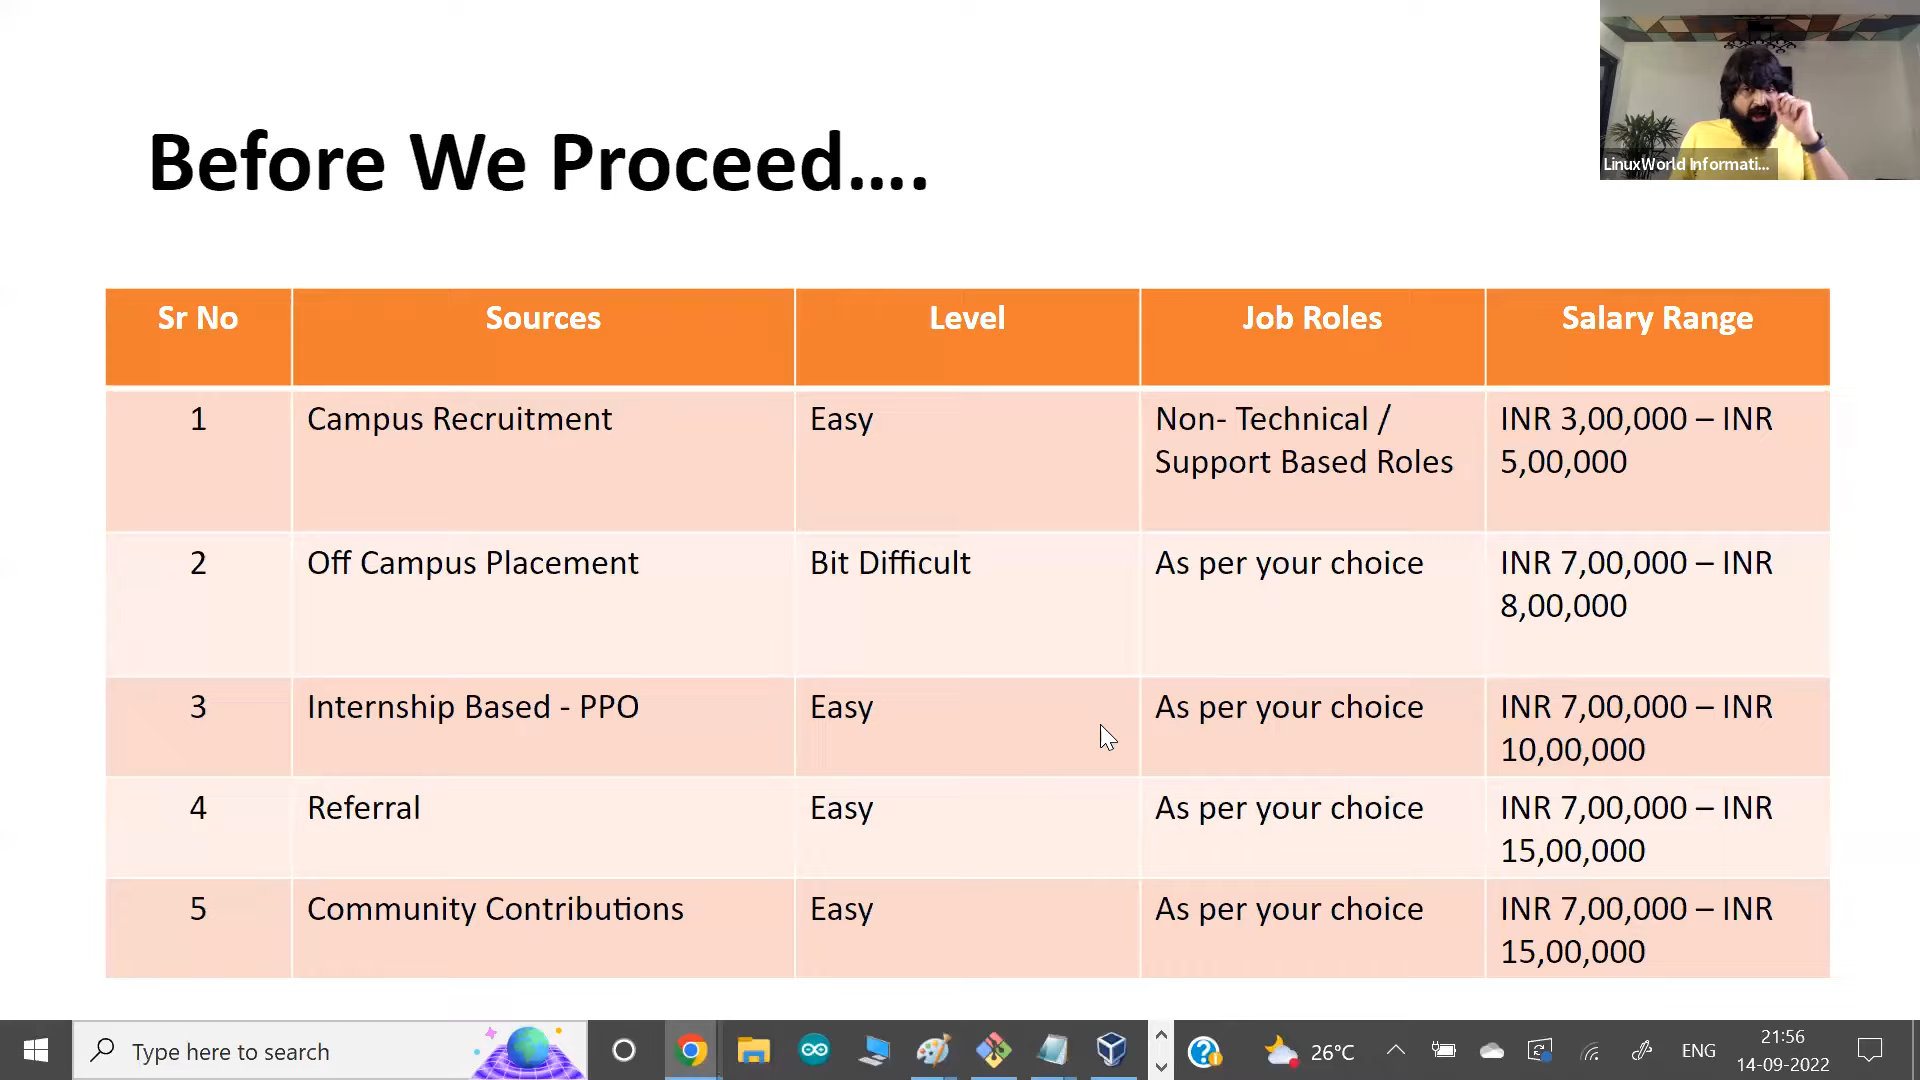 LinuxWorld Informati...
Before We Proceed....
Sr No Sources Level Job Roles Salary Range
1 Campus Recruitment Easy Non- Technical / INR 3,00,000 – INR
Support Based Roles 5,00,000
2 Off Campus Placement Bit Difficult As per your choice INR 7,00,000 – INR
8,00,000
3 Internship Based - PPO Easy As per your choice INR 7,00,000 – INR
10,00,000
4 Referral Easy As per your choice INR 7,00,000 – INR
15,00,000
5 Community Contributions Easy As per your choice INR 7,00,000 – INR
15,00,000
Type here to search 26°C ENG 21:56
14-09-2022